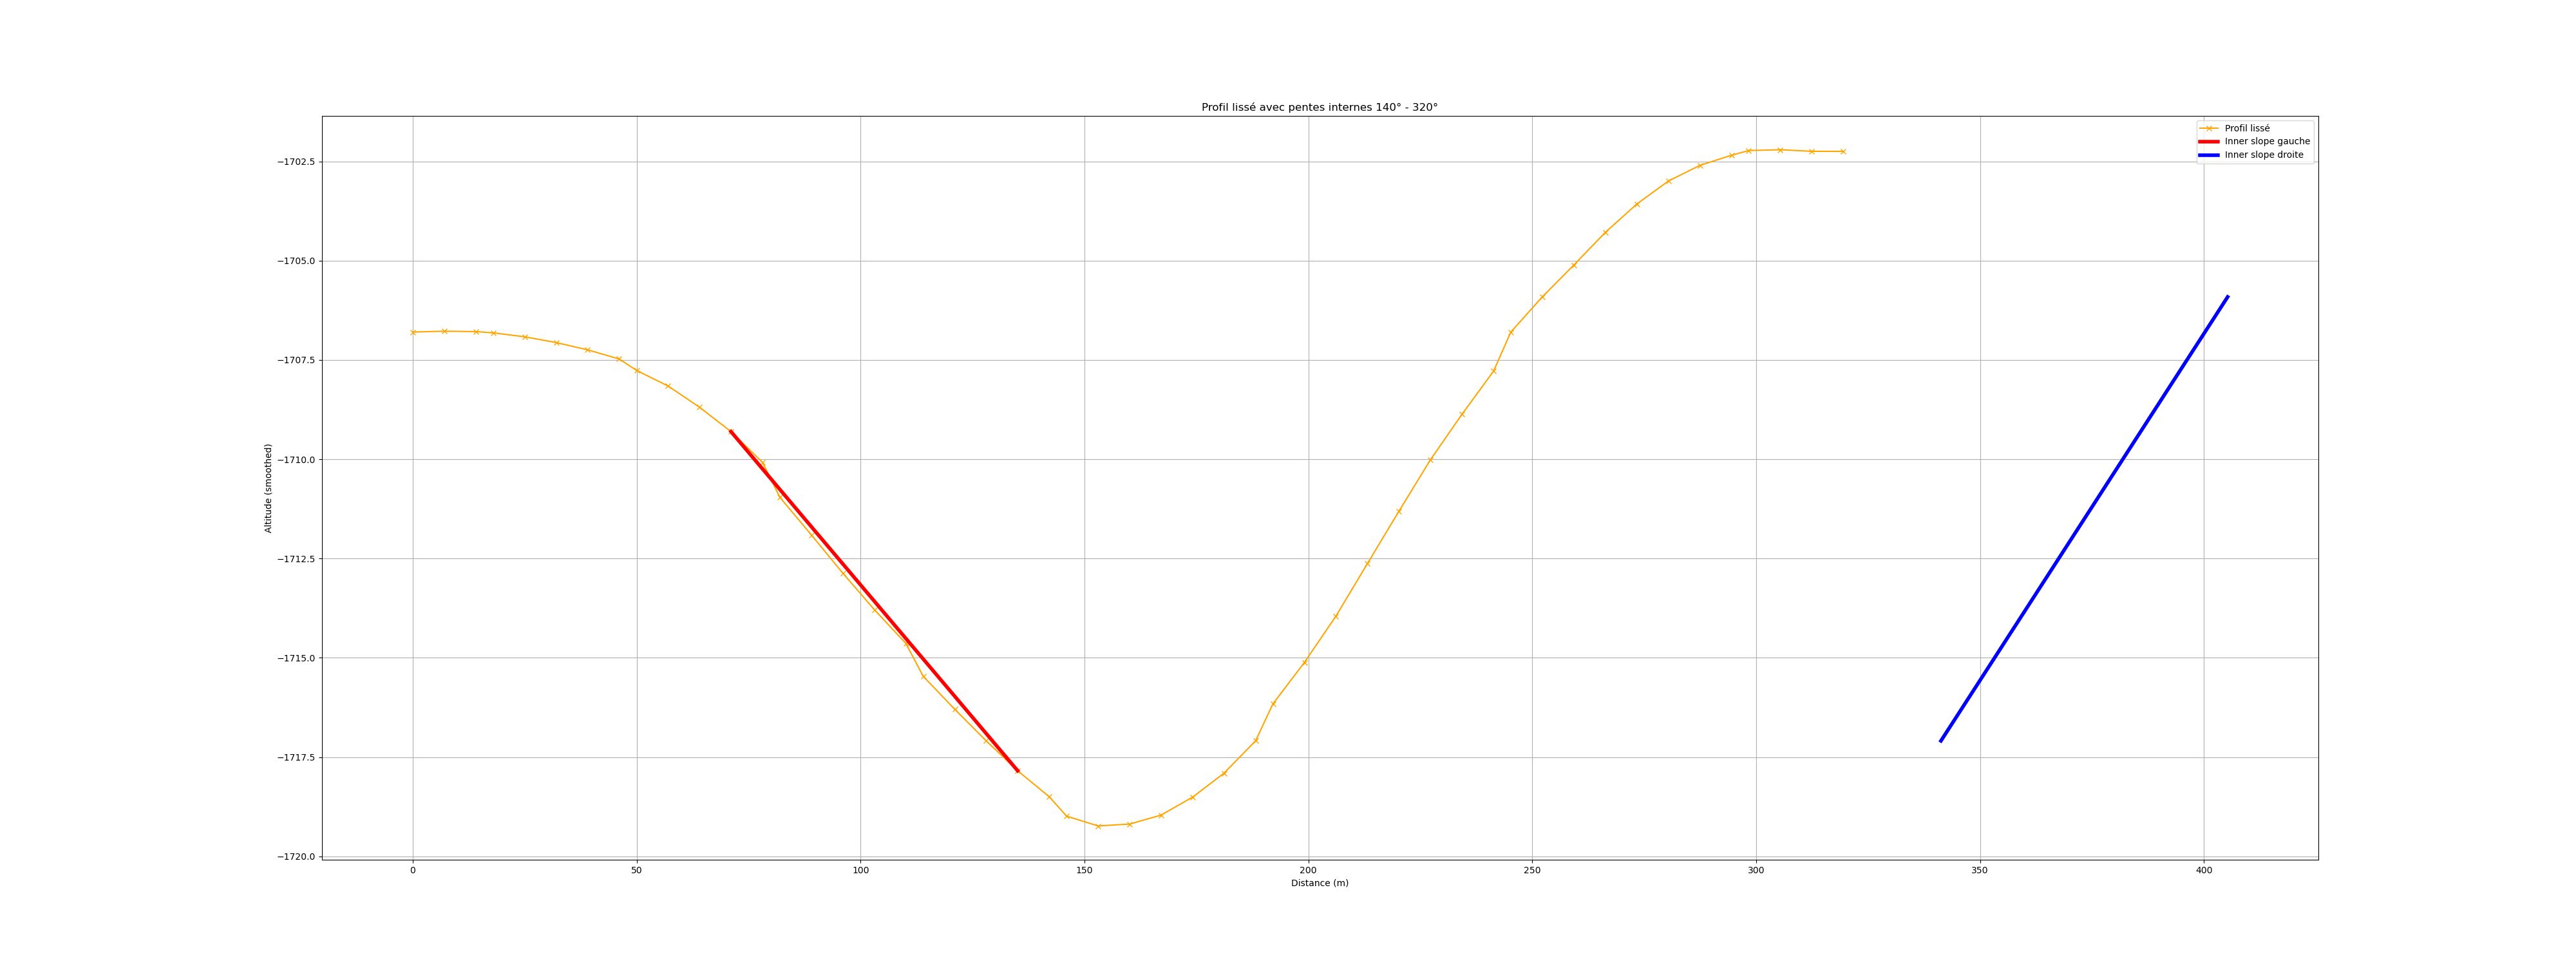 Profil lissé avec pentes internes 140° - 320°
Profil lissé
Inner slope gauche
Inner slope droite
Altitude (smoothed)
−1702.5
−1705.0
−1707.5
−1710.0
−1712.5
−1715.0
−1717.5
−1720.0
0 50 100 150 200 250 300 350 400
Distance (m)